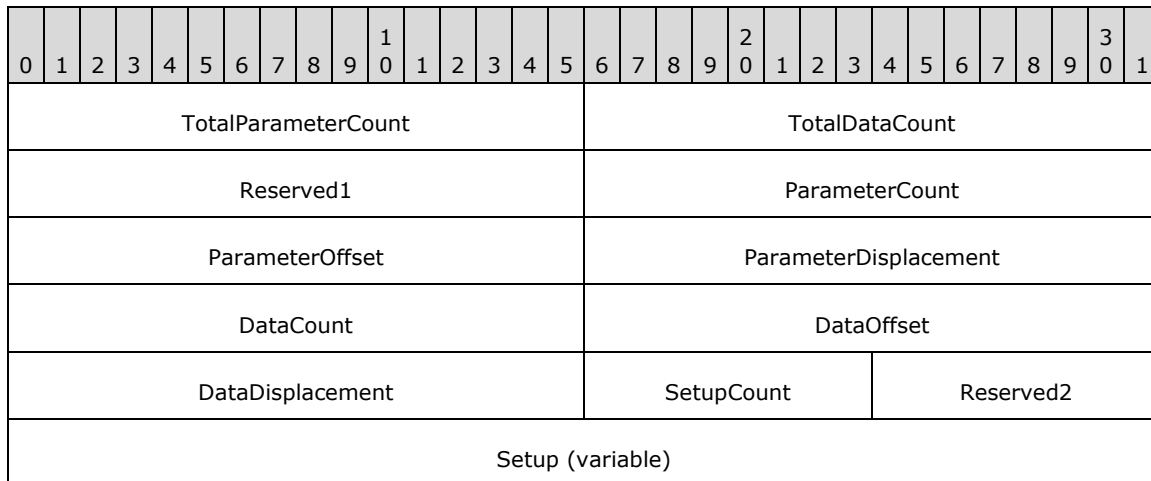 0 1 2 3 4 5 6 7 8 9 1 0 1 2 3 4 5 6 7 8 9 2 0 1 2 3 4 5 6 7 8 9 3 0 1
TotalParameterCount TotalDataCount
Reserved1 ParameterCount
ParameterOffset ParameterDisplacement
DataCount DataOffset
DataDisplacement SetupCount Reserved2
Setup (variable)